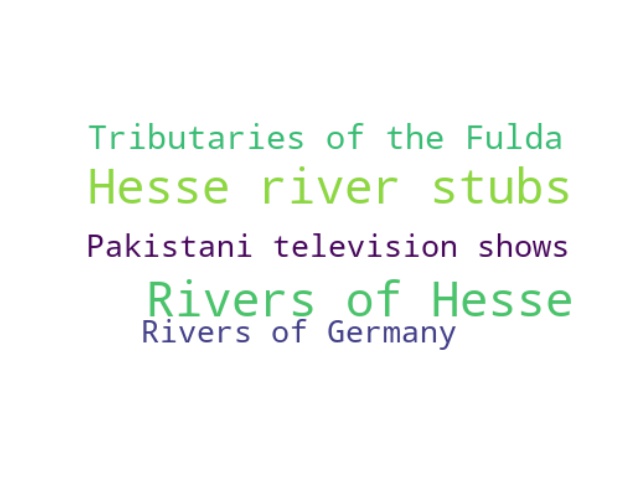 Tributaries of the Fulda
Hesse river stubs
Pakistani television shows
Rivers of Hesse
Rivers of Germany